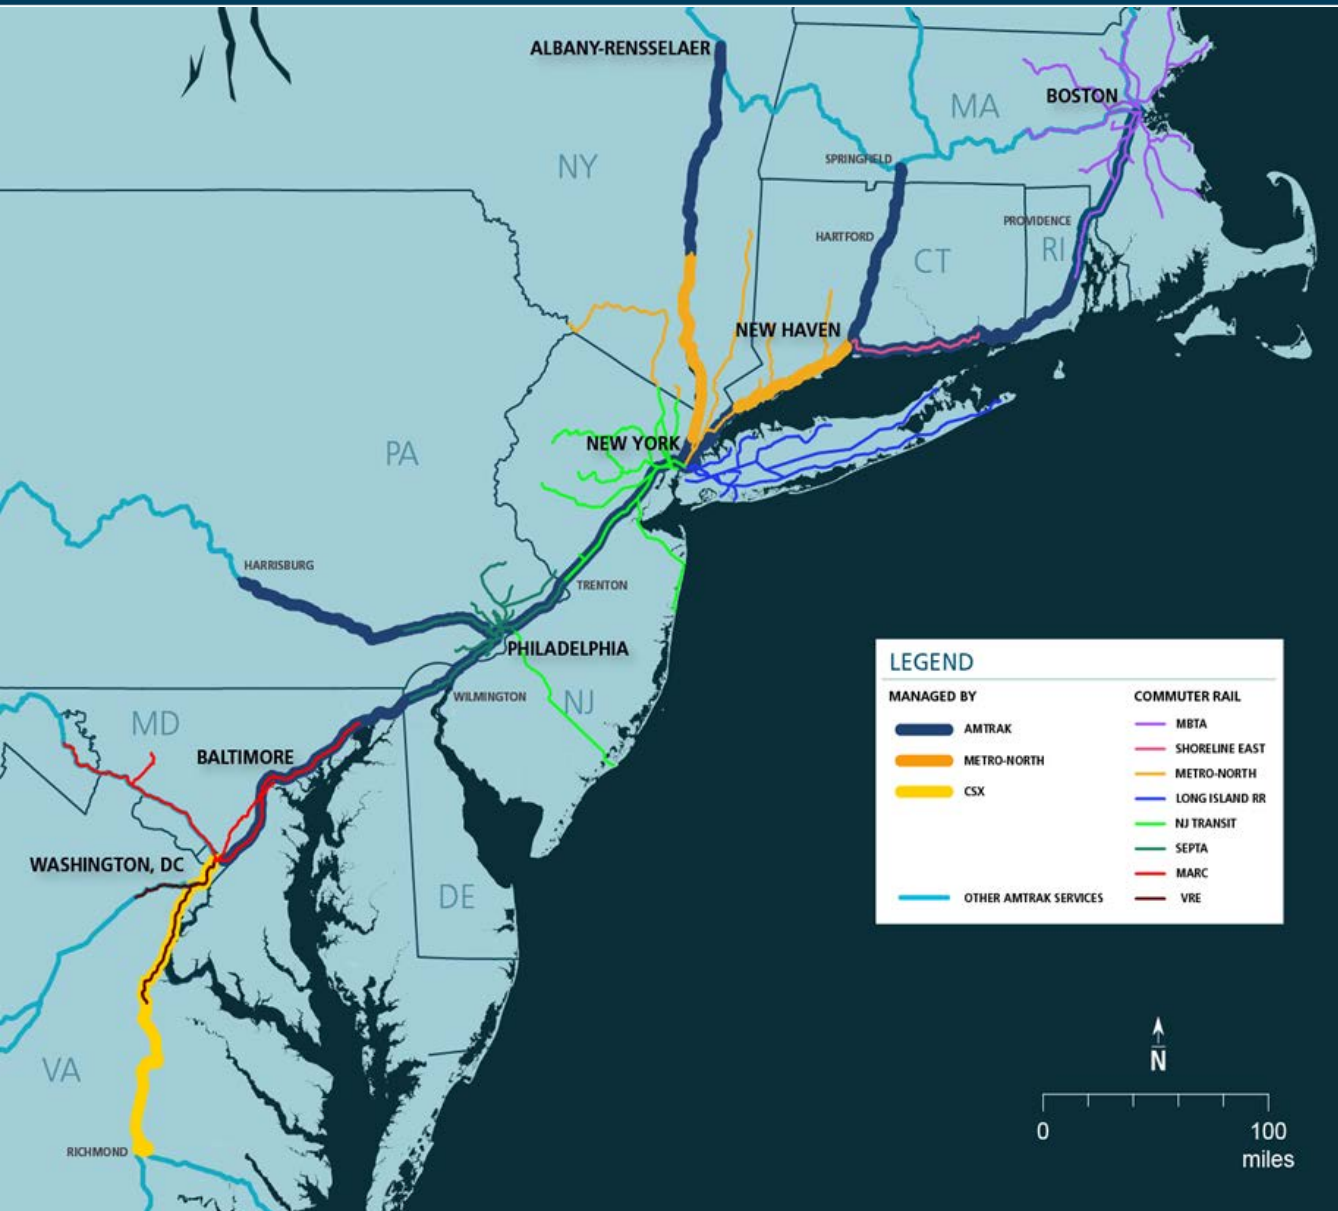 ALBANY-RENSSELAER
BOSTON
MA
NY
SPRINGFIELD
PROVIDENCE
HARTFORD
CT
RI
NEW HAVEN
NEW YORK
PA
HARRISBURG
TRENTON
PHILADELPHIA
WILMINGTON
NJ
MD
BALTIMORE
WASHINGTON, DC
DE
VA
RICHMOND
LEGEND
MANAGED BY
AMTRAK
METRO-NORTH
CSX
OTHER AMTRAK SERVICES
COMMUTER RAIL
MBTA
SHORELINE EAST
METRO-NORTH
LONG ISLAND RR
NJ TRANSIT
SEPTA
MARC
VRE
N
0 100
miles